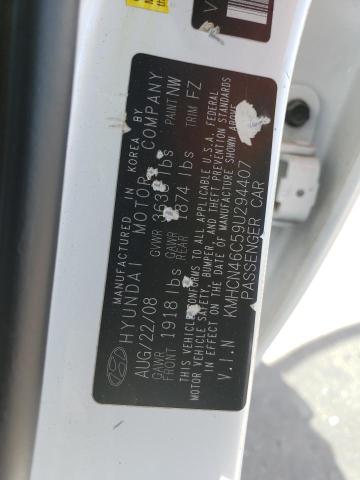 MANUFACTURED IN KOREA BY
HYUNDAI MOTOR COMPANY
AUG/22/08 GVWR lbs PAINT NW
GAWR FRONT 1918 lbs GAWR REAR 1874 lbs TRIM FZ
THIS VEHICLE CONFORMS TO ALL APPLICABLE U.S.A. FEDERAL
MOTOR VEHICLE SAFETY, BUMPER, AND THEFT PREVENTION STANDARDS
IN EFFECT ON THE DATE OF MANUFACTURE SHOWN ABOVE
V.I.N KMHCN46C59U294407
PASSENGER CAR
V